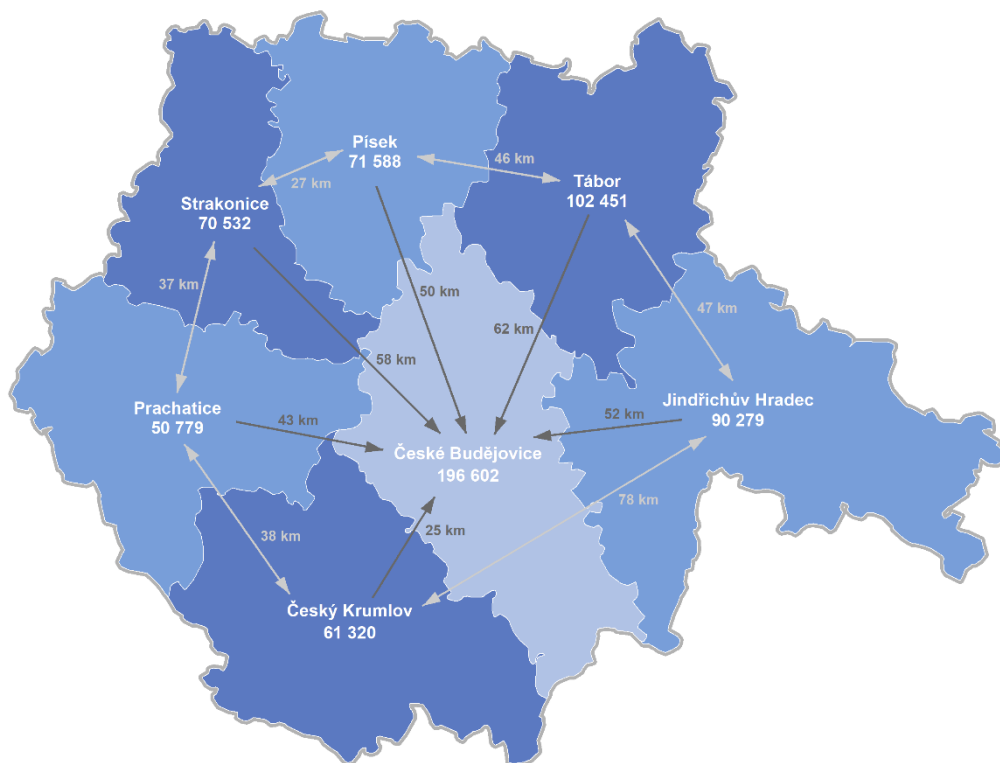 Písek
71 588
46 km
27 km
Tábor
102 451
Strakonice
70 532
37 km
50 km
47 km
62 km
58 km
Prachatice
50 779
43 km
Jindřichův Hradec
90 279
52 km
České Budějovice
196 602
78 km
25 km
38 km
Český Krumlov
61 320